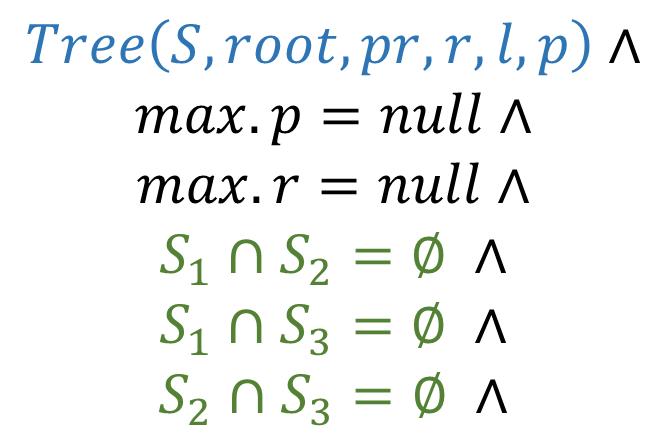 Tree(S, root, pr, r, l, p) ∧
max. p = null ∧
max. r = null ∧
S₁ ∩ S₂ = ∅ ∧
S₁ ∩ S₃ = ∅ ∧
S₂ ∩ S₃ = ∅ ∧